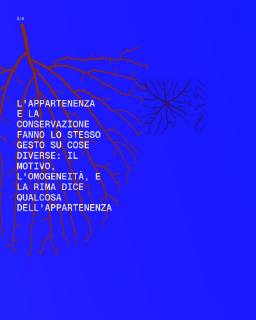 3/5
L'APPARTENENZA
E LA
CONSERVAZIONE
FANNO LO STESSO
GESTO SU COSE
DIVERSE: IL
MOTIVO,
L'OMOGENEITÀ, E
LA RIMA DICE
QUALCOSA
DELL'APPARTENENZA